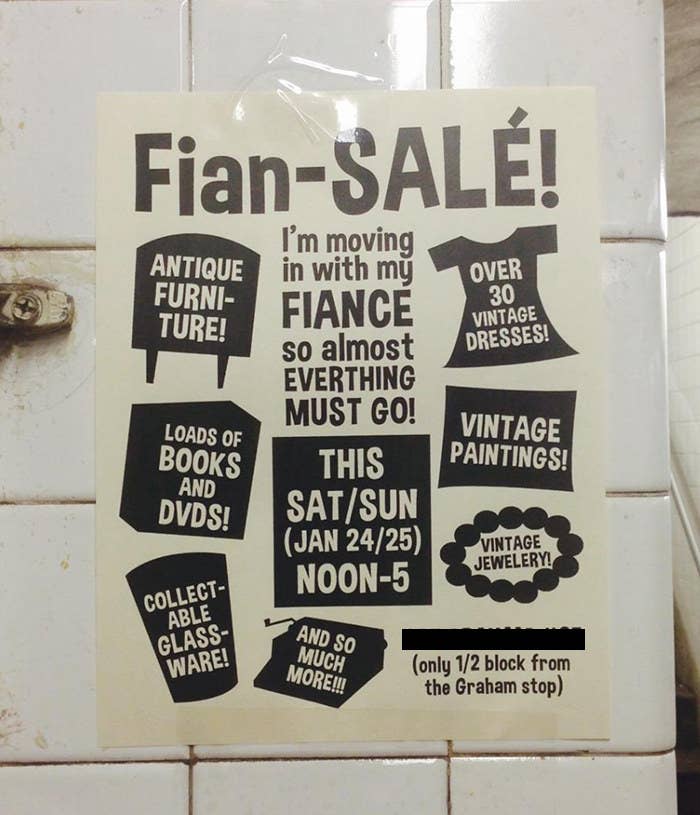 Fian-SALÉ!
ANTIQUE
FURNI-
TURE!
I'm moving
in with my
FIANCE
so almost
EVERTHING
MUST GO!
OVER
30
VINTAGE
DRESSES!
LOADS OF
BOOKS
AND
DVDS!
THIS
SAT/SUN
(JAN 24/25)
NOON-5
VINTAGE
PAINTINGS!
VINTAGE
JEWELERY!
COLLECT-
ABLE
GLASS-
WARE!
AND SO
MUCH
MORE!!!
(only 1/2 block from
the Graham stop)